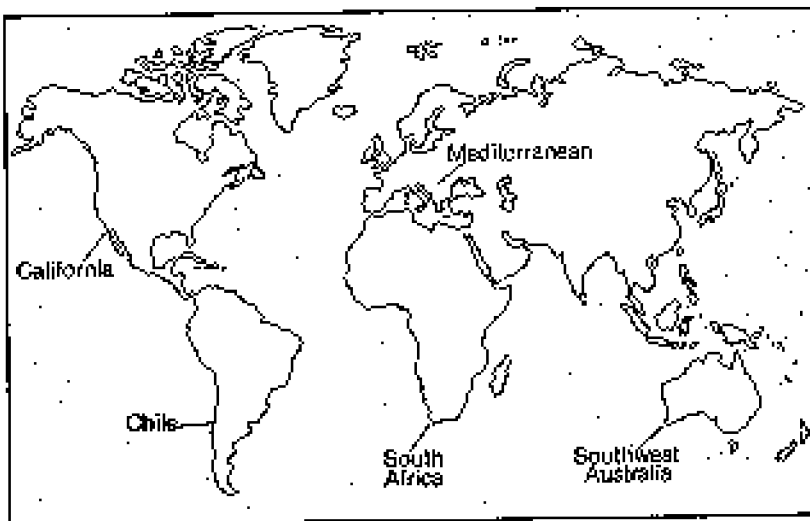 Mediterranean
California
Chile
South
Africa
Southwest
Australia